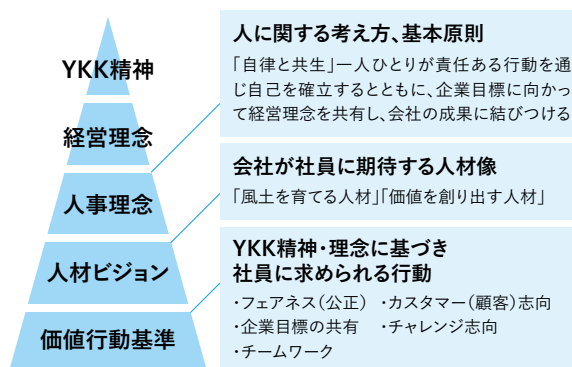 YKK精神
経営理念
人事理念
人材ビジョン
価値行動基準
人に関する考え方、基本原則
「自律と共生」一人ひとりが責任ある行動を通
じ自己を確立するとともに、企業目標に向かっ
て経営理念を共有し、会社の成果に結びつける
会社が社員に期待する人材像
「風土を育てる人材」「価値を創り出す人材」
YKK精神・理念に基づき
社員に求められる行動
・フェアネス(公正) ・カスタマー(顧客)志向
・企業目標の共有 ・チャレンジ志向
・チームワーク